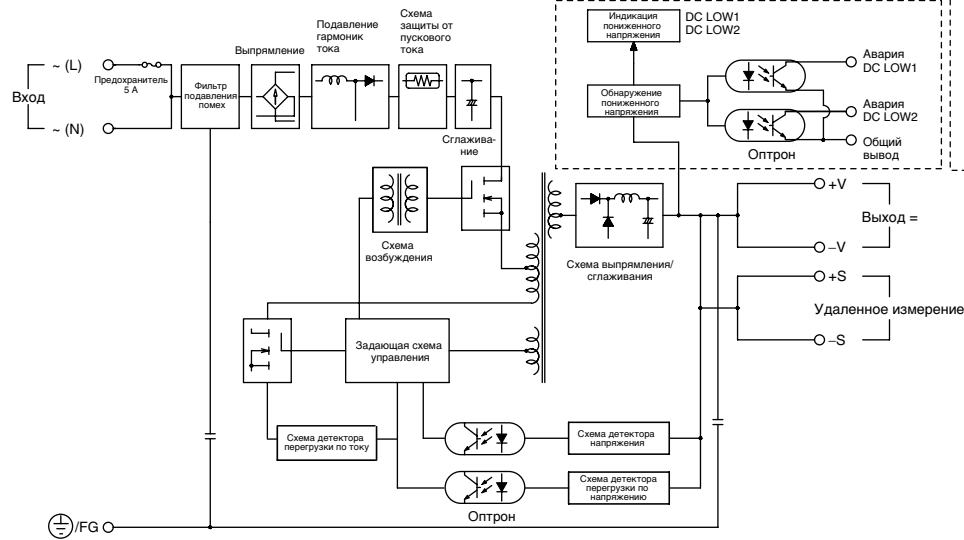 Схема
защиты от
пускового
тока
Подавление
гармоник
тока
Выпрямление
~ (L)
Предохранитель
5 А
Вход
~ (N)
Фильтр
подавления
помех
Сглажива-
ние
Индикация
пониженного
напряжения
DC LOW1
DC LOW2
Обнаружение
пониженного
напряжения
Авария
DC LOW1
Авария
DC LOW2
Общий
вывод
Оптрон
Схема
возбуждения
Схема выпрямления/
сглаживания
+V
Выход =
–V
+S
Удаленное измерение
–S
Задающая схема
управления
Схема детектора
перегрузки по току
Схема детектора
напряжения
Схема детектора
перегрузки по
напряжению
Оптрон
/FG